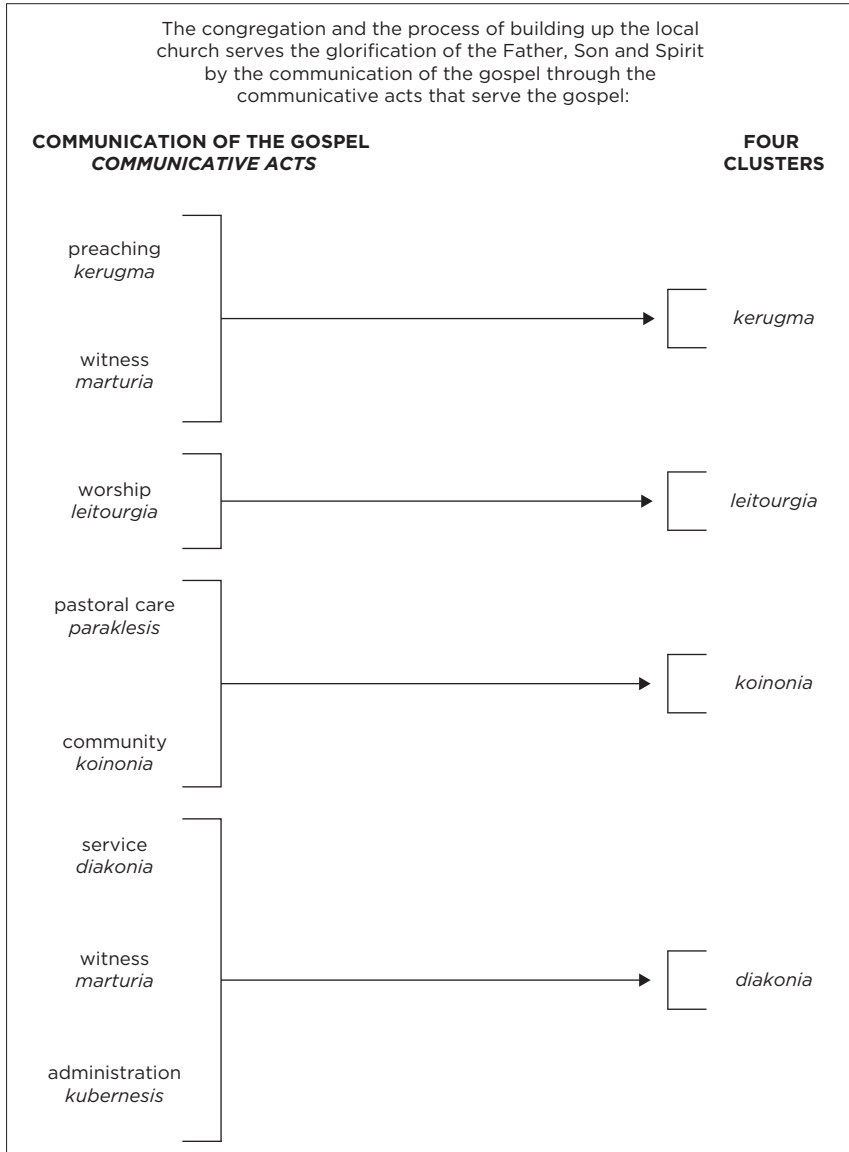 The congregation and the process of building up the local
church serves the glorification of the Father, Son and Spirit
by the communication of the gospel through the
communicative acts that serve the gospel:
COMMUNICATION OF THE GOSPEL
COMMUNICATIVE ACTS
FOUR
CLUSTERS
preaching
kerugma
witness
marturia
kerugma
worship
leitourgia
leitourgia
pastoral care
paraklesis
community
koinonia
koinonia
service
diakonia
witness
marturia
administration
kubernesis
diakonia